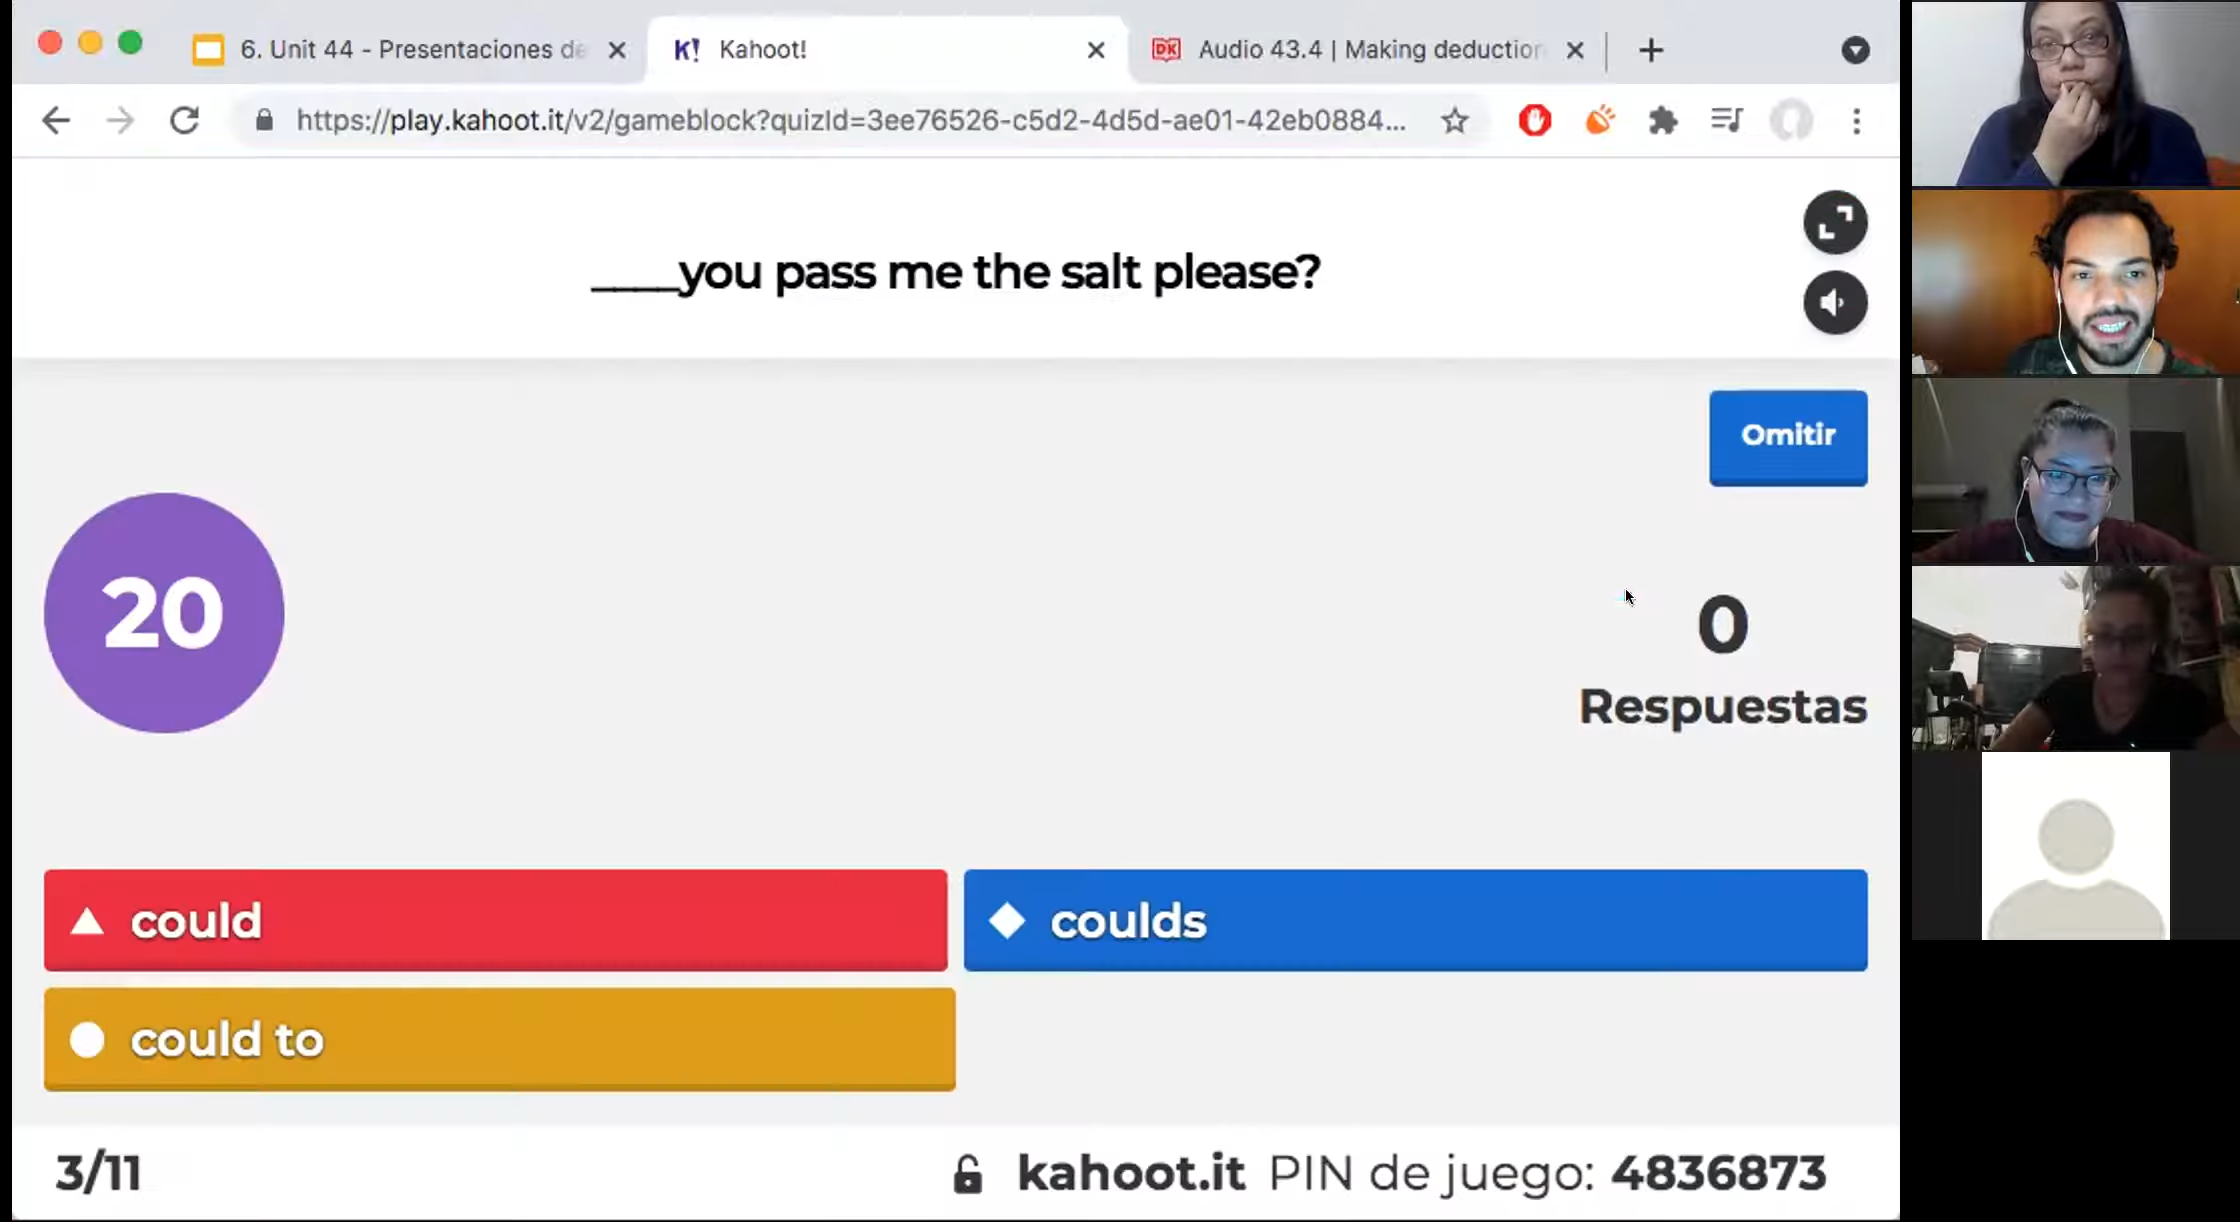 6. Unit 44 - Presentaciones de
K! Kahoot!
DK Audio 43.4 | Making deduction
https://play.kahoot.it/v2/gameblock?quizId=3ee76526-c5d2-4d5d-ae01-42eb0884...
____you pass me the salt please?
Omitir
20
0
Respuestas
could
coulds
could to
3/11
kahoot.it PIN de juego: 4836873